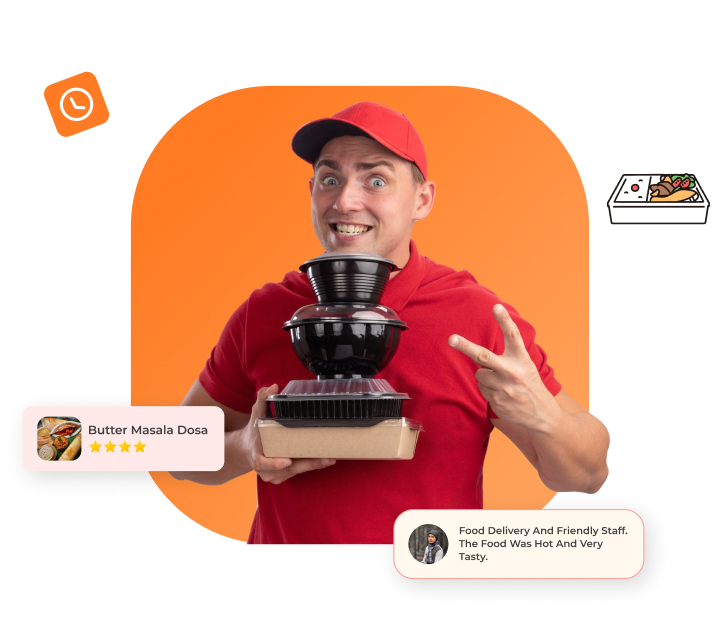 Butter Masala Dosa
Food Delivery And Friendly Staff.
The Food Was Hot And Very
Tasty.